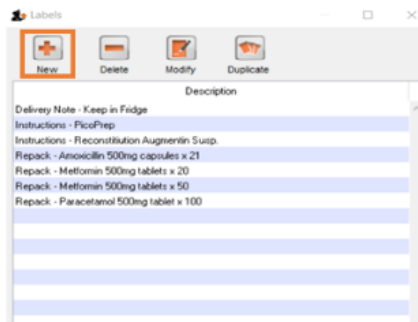 Labels
New Delete Modify Duplicate
Description
Delivery Note - Keep in Fridge
Instructions - PicoPrep
Instructions - Reconstitiution Augmentin Susp.
Repack - Amoxicillin 500mg capsules x 21
Repack - Metformin 500mg tablets x 20
Repack - Metformin 500mg tablets x 50
Repack - Paracetamol 500mg tablet x 100